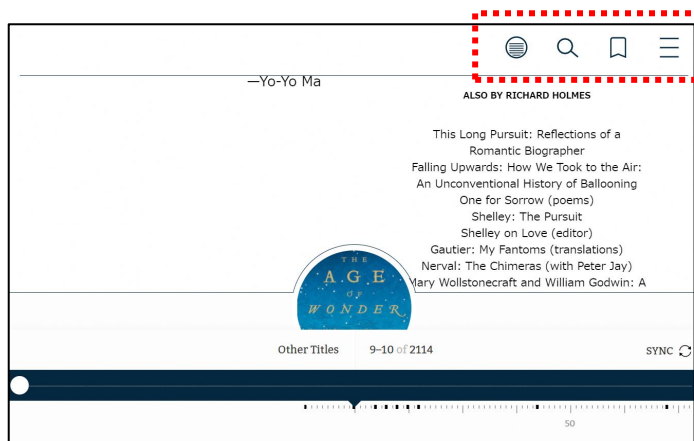 —Yo-Yo Ma
ALSO BY RICHARD HOLMES
This Long Pursuit: Reflections of a
Romantic Biographer
Falling Upwards: How We Took to the Air:
An Unconventional History of Ballooning
One for Sorrow (poems)
Shelley: The Pursuit
Shelley on Love (editor)
Gautier: My Fantoms (translations)
Nerval: The Chimeras (with Peter Jay)
Mary Wollstonecraft and William Godwin: A
THE
AGE
OF
WONDER
Other Titles 9–10 of 2114 SYNC
50